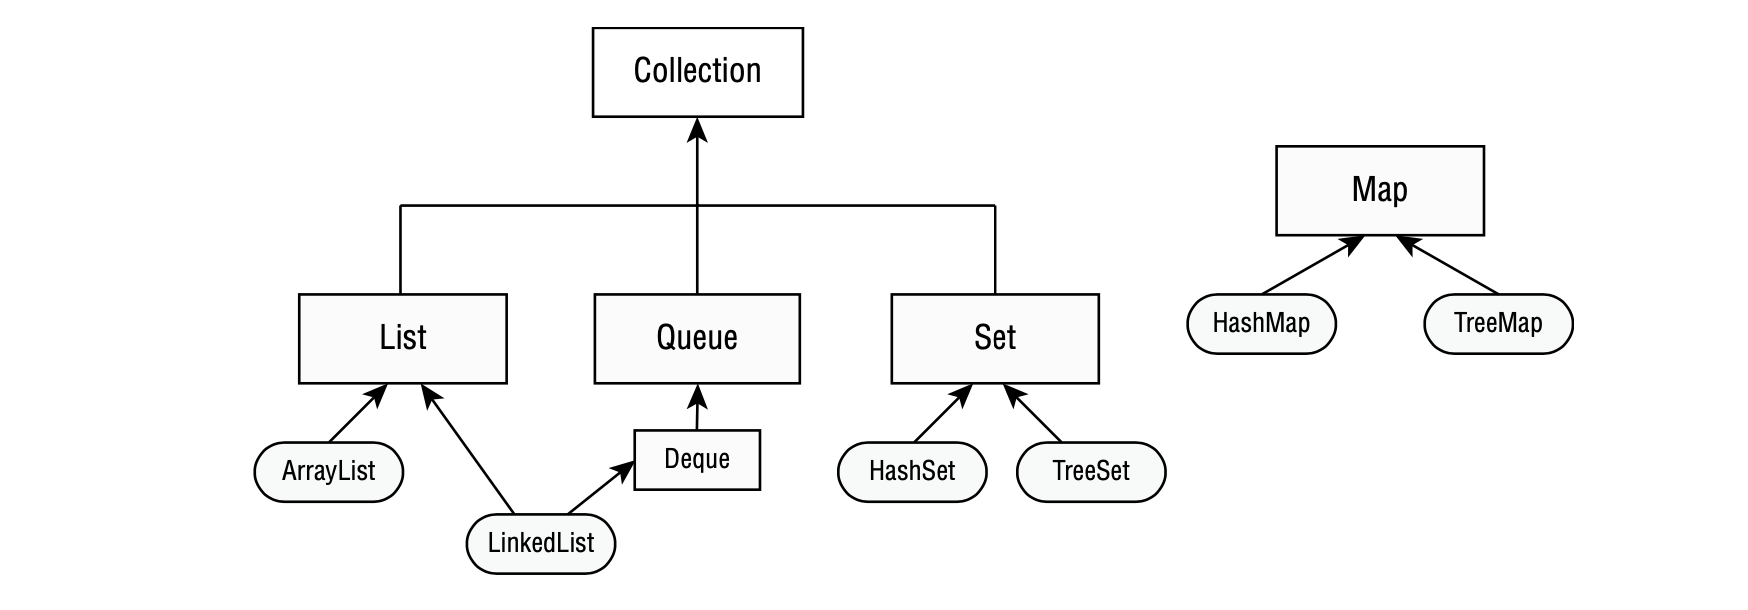 Collection
Map
List
Queue
Set
HashMap
TreeMap
ArrayList
Deque
HashSet
TreeSet
LinkedList